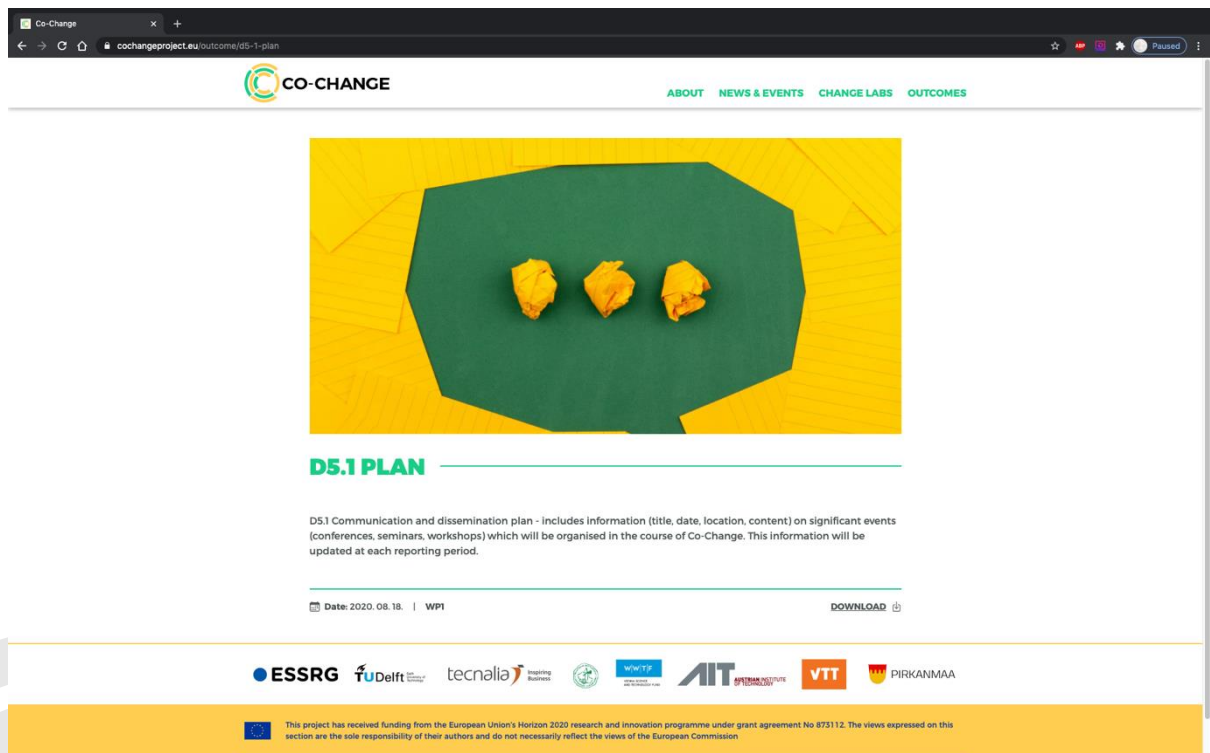 Co-Change
cochangeproject.eu/outcome/d5-1-plan
ABP
Paused
CO-CHANGE
ABOUT NEWS & EVENTS CHANGE LABS OUTCOMES
D5.1 PLAN
D5.1 Communication and dissemination plan - includes information (title, date, location, content) on significant events
(conferences, seminars, workshops) which will be organised in the course of Co-Change. This information will be
updated at each reporting period.
Date: 2020. 08. 18. | WP1
DOWNLOAD
ESSRG
TUDelft
tecnalia Inspiring
Business
W|W|T|F
AIT AUSTRIAN INSTITUTE
OF TECHNOLOGY
VTT
PIRKANMAA
This project has received funding from the European Union's Horizon 2020 research and innovation programme under grant agreement No 873112. The views expressed on this
section are the sole responsibility of their authors and do not necessarily reflect the views of the European Commission